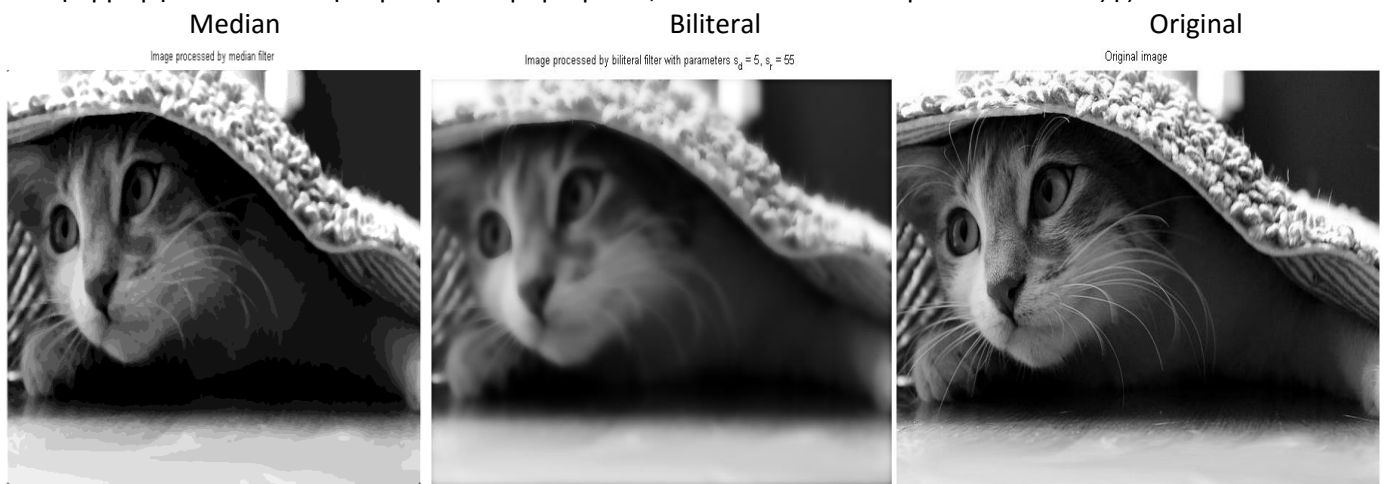 Median
Biliteral
Original
Image processed by median filter
Image processed by biliteral filter with parameters s_d = 5, s_r = 55
Original image